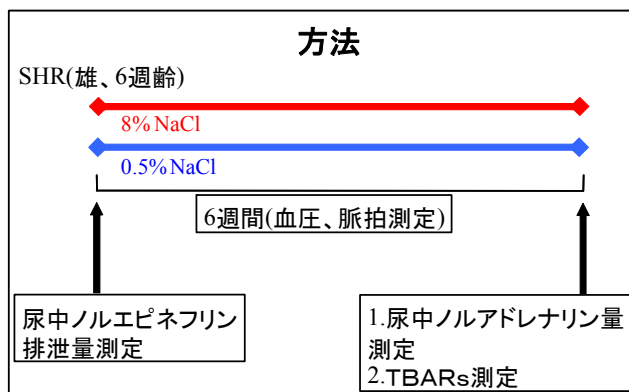 方法
SHR(雄、6週齢)
8% NaCl
0.5% NaCl
6週間(血圧、脈拍測定)
尿中ノルエピネフリン
排泄量測定
1.尿中ノルアドレナリン量
測定
2.TBARs測定